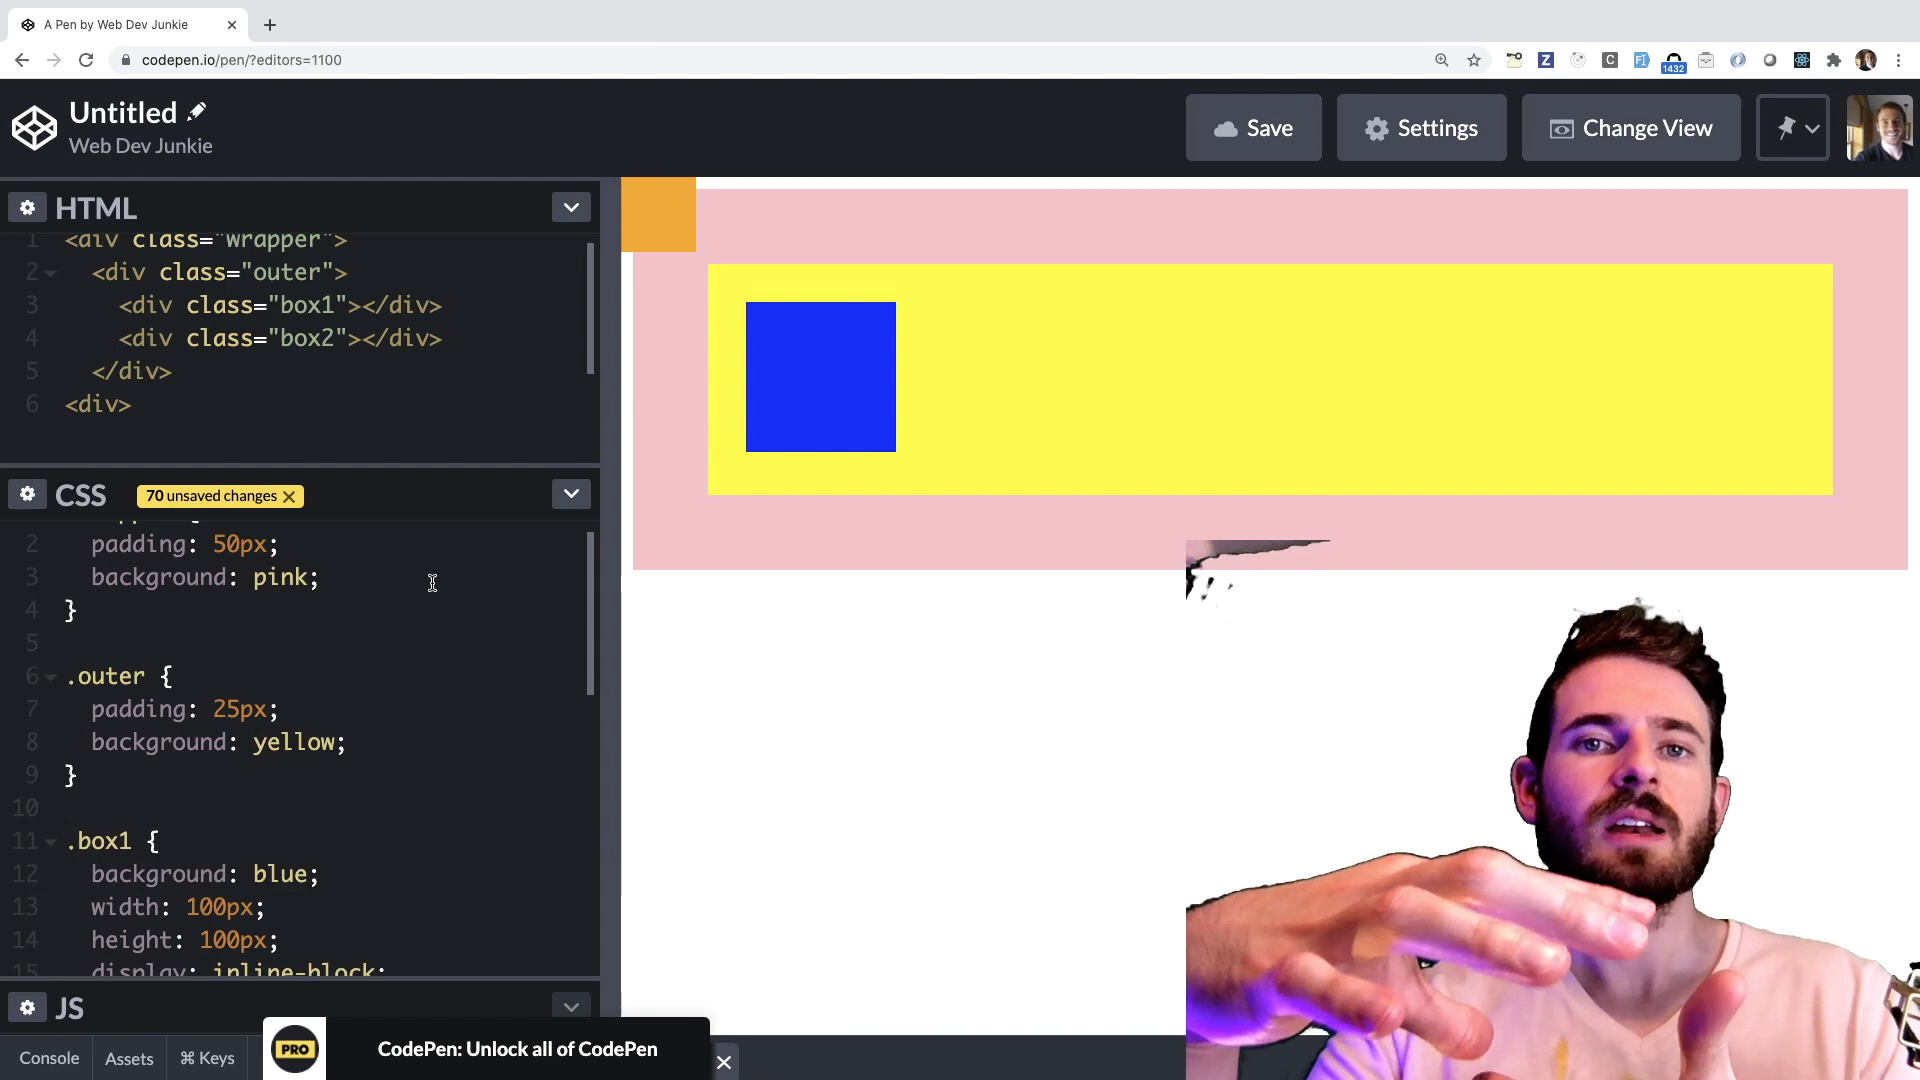 A Pen by Web Dev Junkie
codepen.io/pen/?editors=1100
1432
Untitled
Web Dev Junkie
Save
Settings
Change View
HTML
1 <div class="wrapper">
2 <div class="outer">
3 <div class="box1"></div>
4 <div class="box2"></div>
5 </div>
6 <div>
CSS
70 unsaved changes
2 padding: 50px;
3 background: pink;
4 }
5
6 .outer {
7 padding: 25px;
8 background: yellow;
9 }
10
11 .box1 {
12 background: blue;
13 width: 100px;
14 height: 100px;
15 display: inline-block;
JS
Console
Assets
⌘ Keys
PRO
CodePen: Unlock all of CodePen